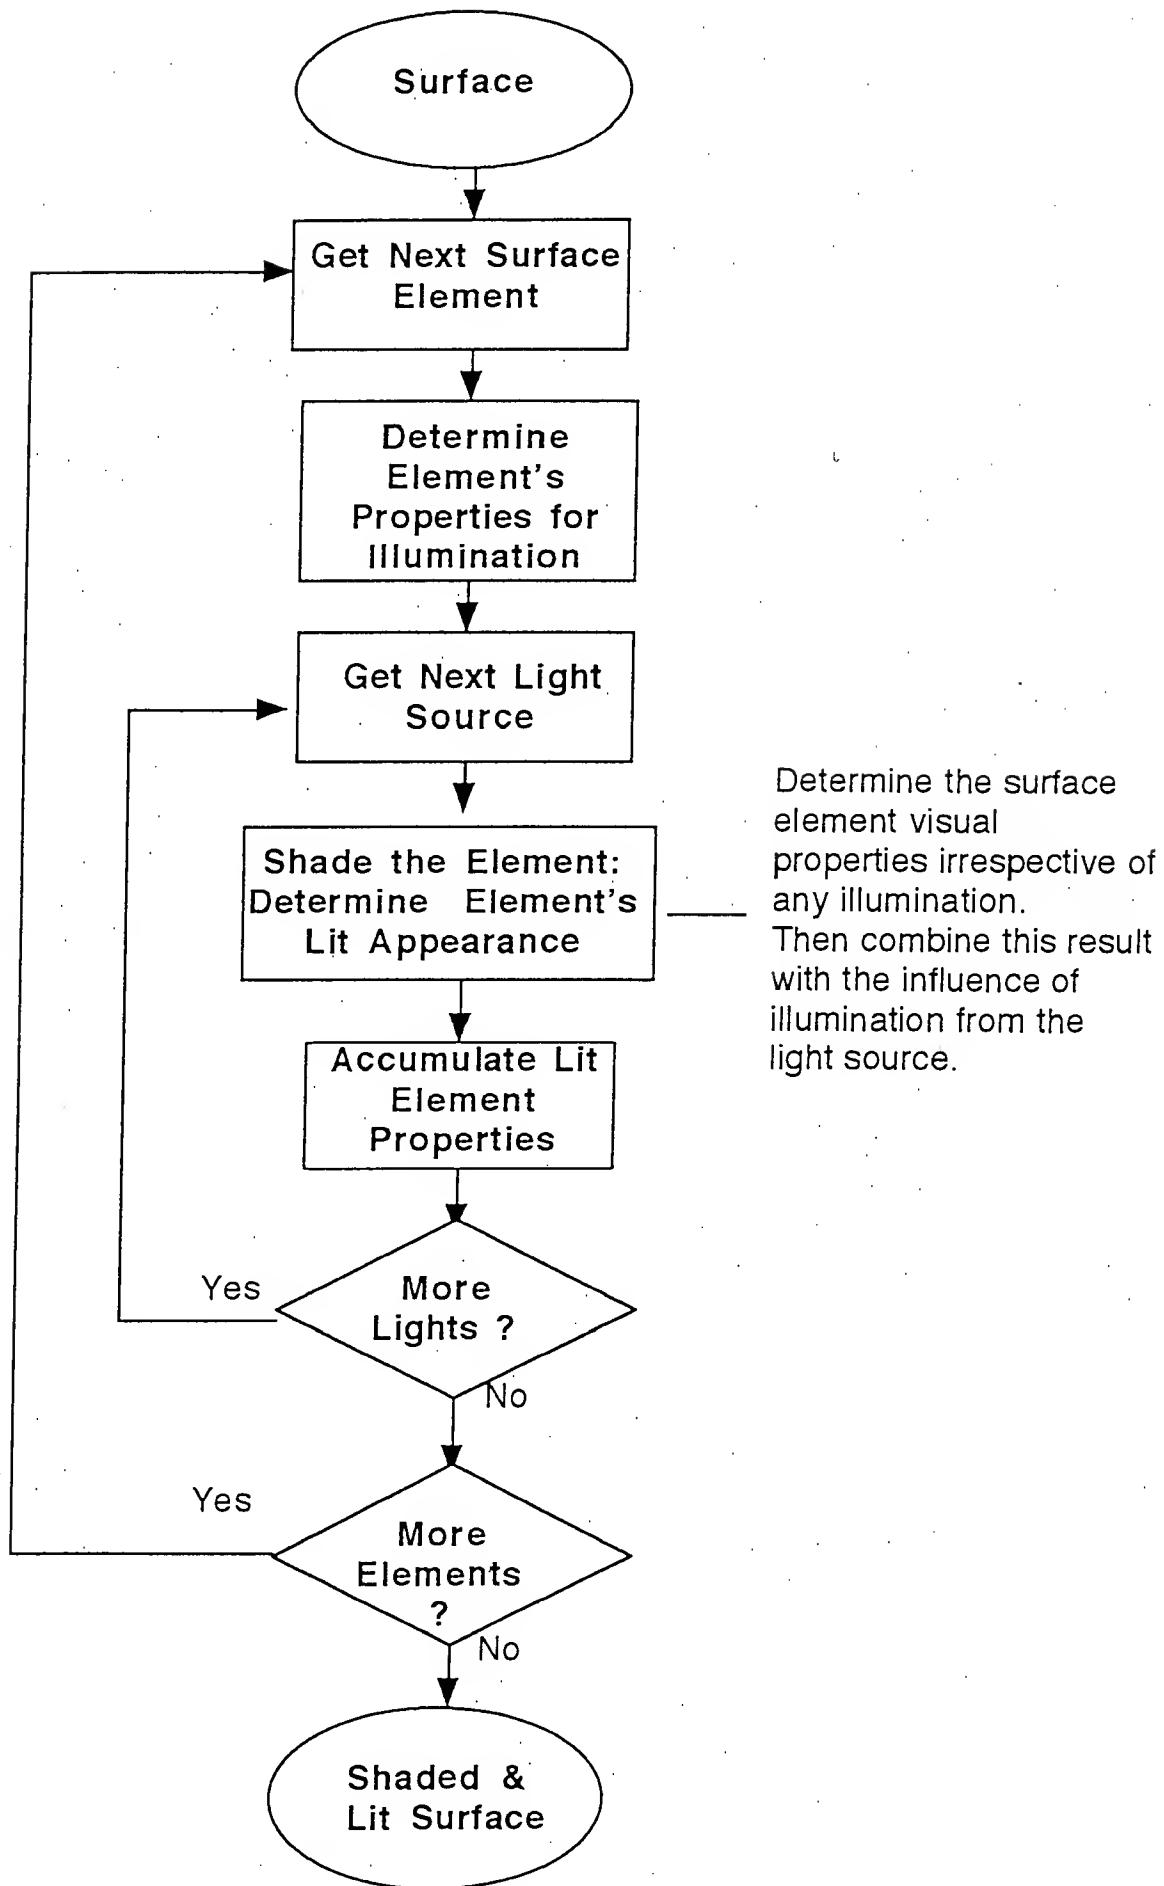 Surface
Get Next Surface
Element
Determine
Element's
Properties for
Illumination
Get Next Light
Source
Shade the Element:
Determine Element's
Lit Appearance
Determine the surface
element visual
properties irrespective of
any illumination.
Then combine this result
with the influence of
illumination from the
light source.
Accumulate Lit
Element
Properties
Yes
More
Lights ?
No
Yes
More
Elements
?
No
Shaded &
Lit Surface